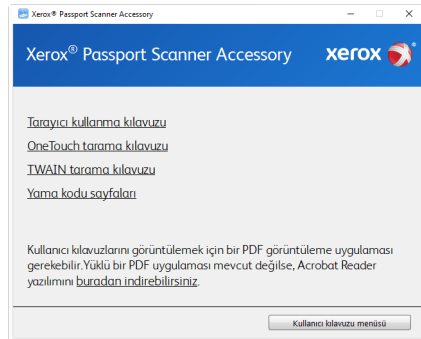 Xerox® Passport Scanner Accessory
Xerox® Passport Scanner Accessory
xerox
Tarayıcı kullanma kılavuzu
OneTouch tarama kılavuzu
TWAIN tarama kılavuzu
Yama kodu sayfaları
Kullanıcı kılavuzlarını görüntülemek için bir PDF görüntüleme uygulaması
gerekebilir.Yüklü bir PDF uygulaması mevcut değilse, Acrobat Reader
yazılımını buradan indirebilirsiniz.
Kullanıcı kılavuzu menüsü